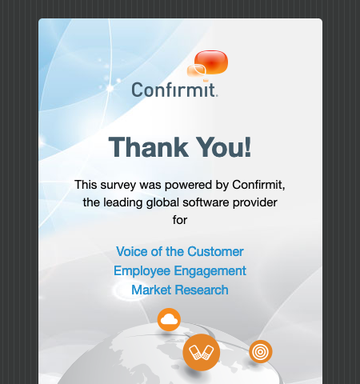 Confirmit.
Thank You!
This survey was powered by Confirmit,
the leading global software provider
for
Voice of the Customer
Employee Engagement
Market Research